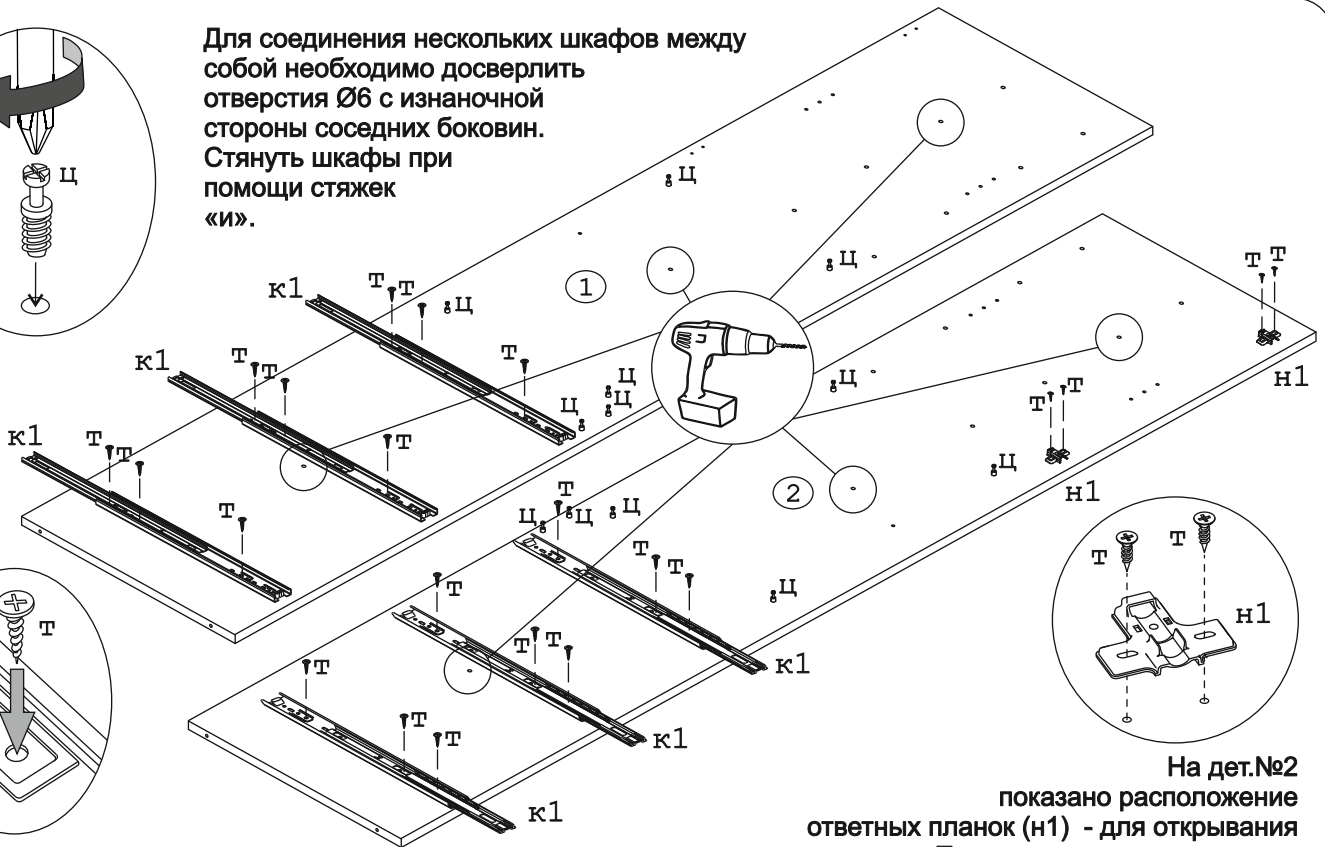 Для соединения нескольких шкафов между
собой необходимо досверлить
отверстия Ø6 с изнаночной
стороны соседних боковин.
Стянуть шкафы при
помощи стяжек
«и».
ц
ц
ц
1
т т
т т
к1
т т
ц
к1
т
т
т
ц
ц
ц
ц
н1
т
т
к1
т
т
т
ц
н1
2
т
т
т
ц
ц
ц
т
т
т
н1
т
т
т
ц
т
т
т
к1
т
т
т
к1
к1
На дет.№2
показано расположение
ответных планок (н1) - для открывания